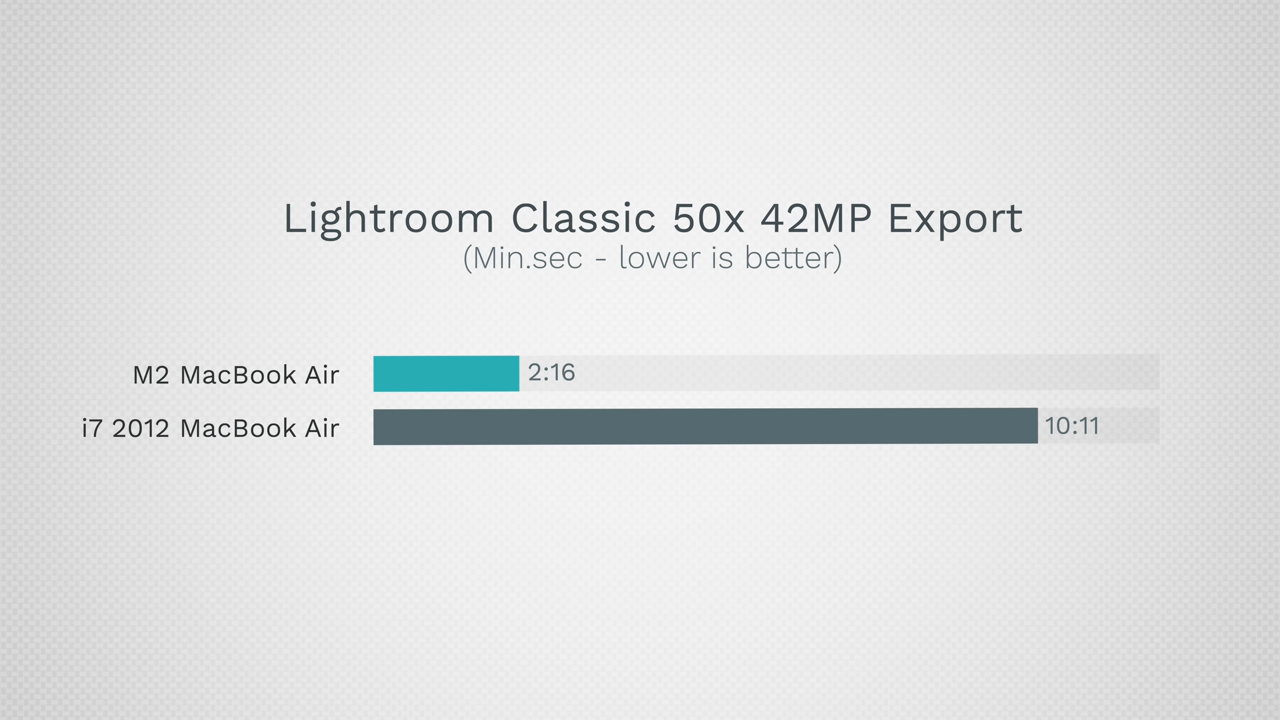 Lightroom Classic 50x 42MP Export
(Min.sec - lower is better)
M2 MacBook Air 2:16
i7 2012 MacBook Air 10:11